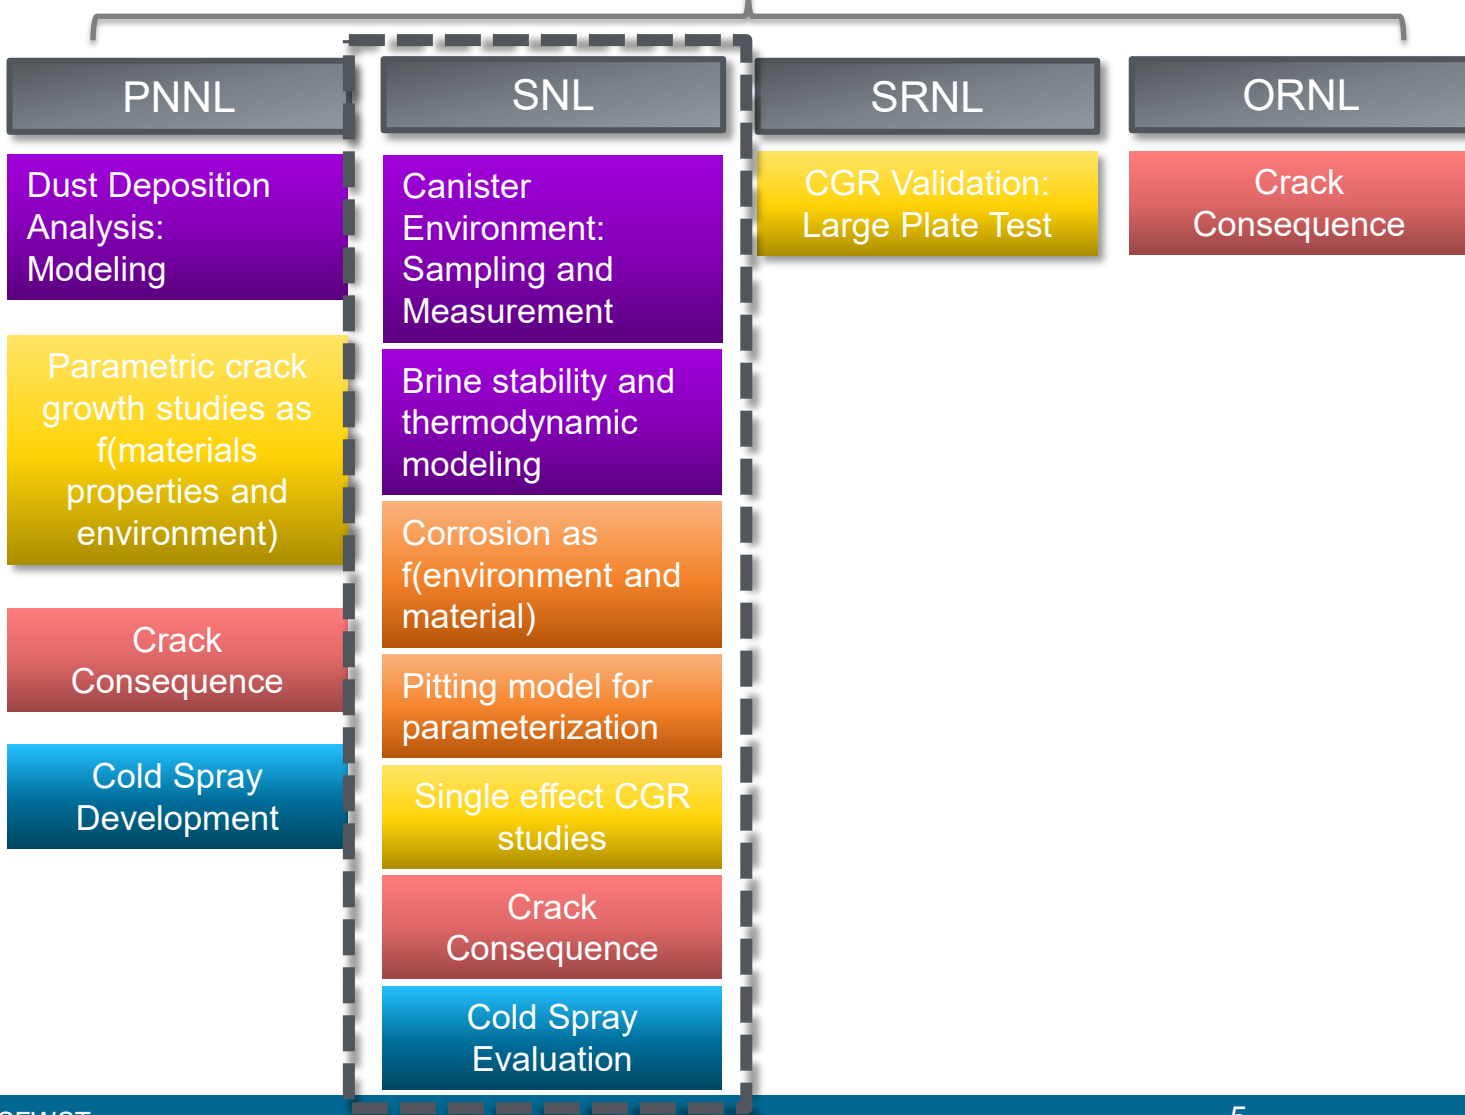 PNNL
Dust Deposition
Analysis:
Modeling
Parametric crack
growth studies as
f(materials
properties and
environment)
Crack
Consequence
Cold Spray
Development
SNL
Canister
Environment:
Sampling and
Measurement
Brine stability and
thermodynamic
modeling
Corrosion as
f(environment and
material)
Pitting model for
parameterization
Single effect CGR
studies
Crack
Consequence
Cold Spray
Evaluation
SRNL
CGR Validation:
Large Plate Test
ORNL
Crack
Consequence
5